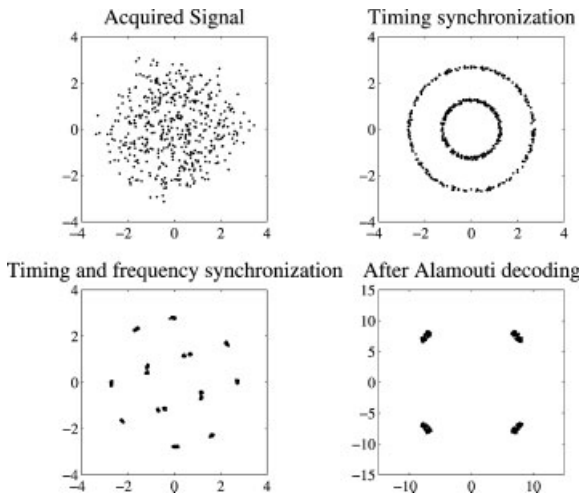 Acquired Signal
4
2
0
−2
−4
−4 −2 0 2 4
Timing synchronization
4
2
0
−2
−4
−4 −2 0 2 4
Timing and frequency synchronization
4
2
0
−2
−4
−4 −2 0 2 4
After Alamouti decoding
15
10
5
0
−5
−10
−15
−10 0 10